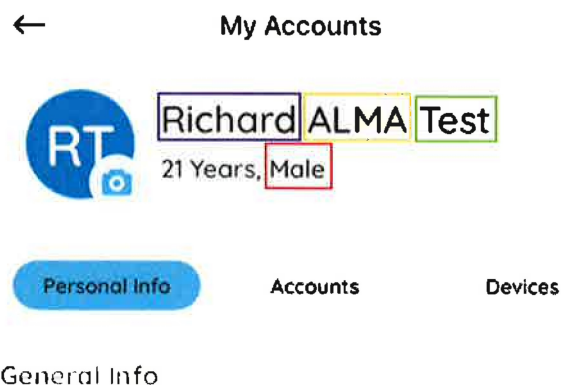 My Accounts
RT
Richard ALMA Test
21 Years, Male
Personal Info Accounts Devices
General Info